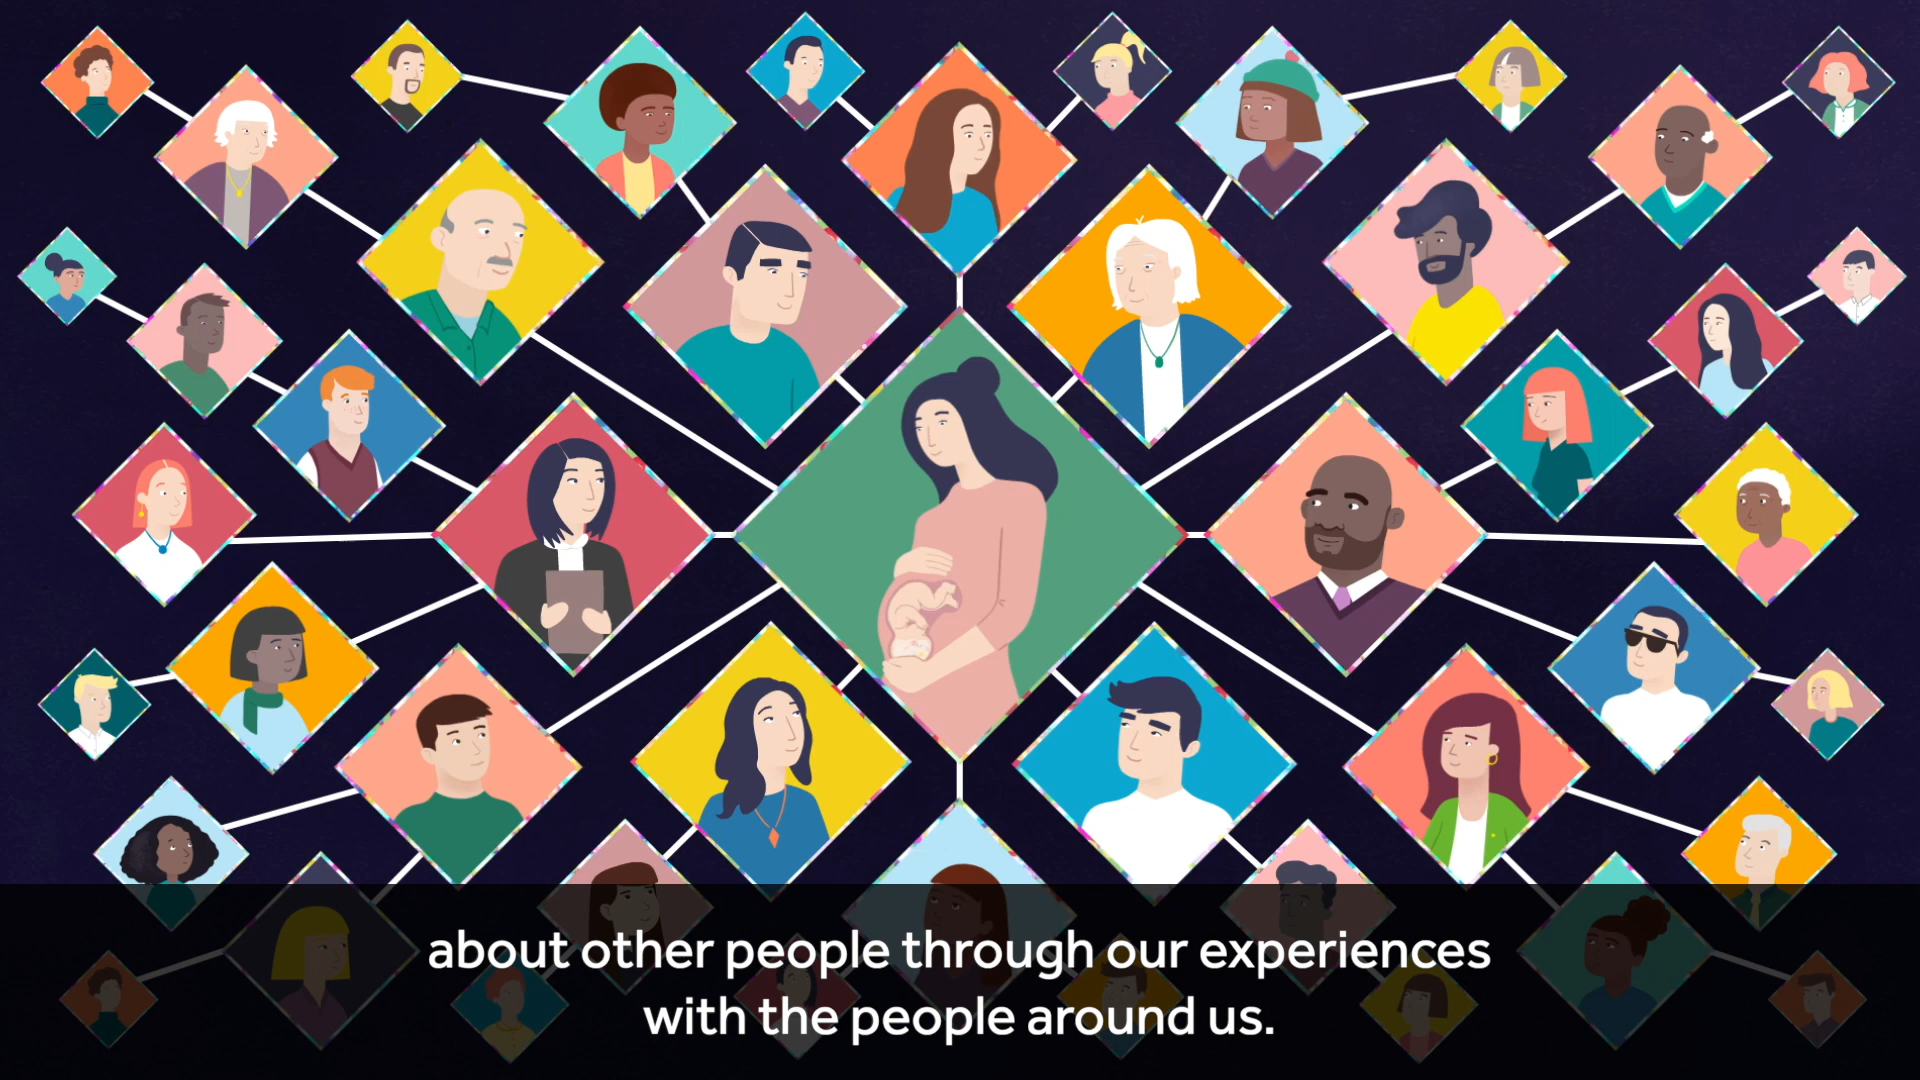 about other people through our experiences
with the people around us.